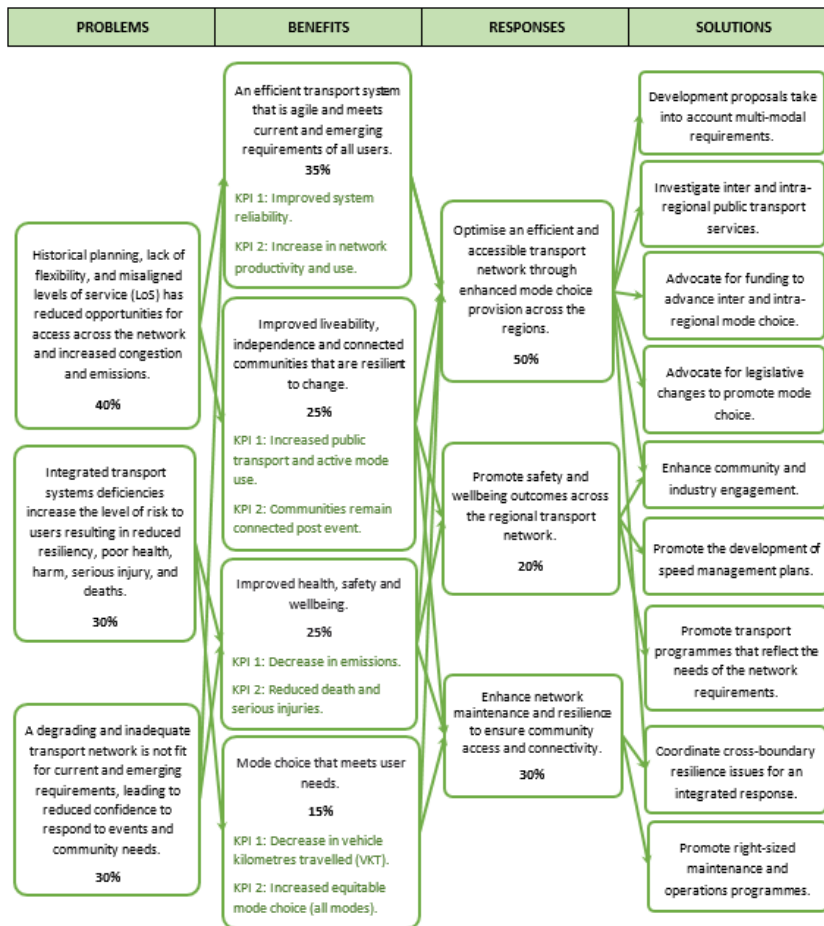 PROBLEMS
BENEFITS
RESPONSES
SOLUTIONS
Historical planning, lack of
flexibility, and misaligned
levels of service (LoS) has
reduced opportunities for
access across the network
and increased congestion
and emissions.
40%
Integrated transport
systems deficiencies
increase the level of risk to
users resulting in reduced
resiliency, poor health,
harm, serious injury, and
deaths.
30%
A degrading and inadequate
transport network is not fit
for current and emerging
requirements, leading to
reduced confidence to
respond to events and
community needs.
30%
An efficient transport system
that is agile and meets
current and emerging
requirements of all users.
35%
KPI 1: Improved system
reliability.
KPI 2: Increase in network
productivity and use.
Improved liveability,
independence and connected
communities that are resilient
to change.
25%
KPI 1: Increased public
transport and active mode
use.
KPI 2: Communities remain
connected post event.
Improved health, safety and
wellbeing.
25%
KPI 1: Decrease in emissions.
KPI 2: Reduced death and
serious injuries.
Mode choice that meets user
needs.
15%
KPI 1: Decrease in vehicle
kilometres travelled (VKT).
KPI 2: Increased equitable
mode choice (all modes).
Optimise an efficient and
accessible transport
network through
enhanced mode choice
provision across the
regions.
50%
Promote safety and
wellbeing outcomes across
the regional transport
network.
20%
Enhance network
maintenance and resilience
to ensure community
access and connectivity.
30%
Development proposals take
into account multi-modal
requirements.
Investigate inter and intra-
regional public transport
services.
Advocate for funding to
advance inter and intra-
regional mode choice.
Advocate for legislative
changes to promote mode
choice.
Enhance community and
industry engagement.
Promote the development of
speed management plans.
Promote transport
programmes that reflect the
needs of the network
requirements.
Coordinate cross-boundary
resilience issues for an
integrated response.
Promote right-sized
maintenance and
operations programmes.